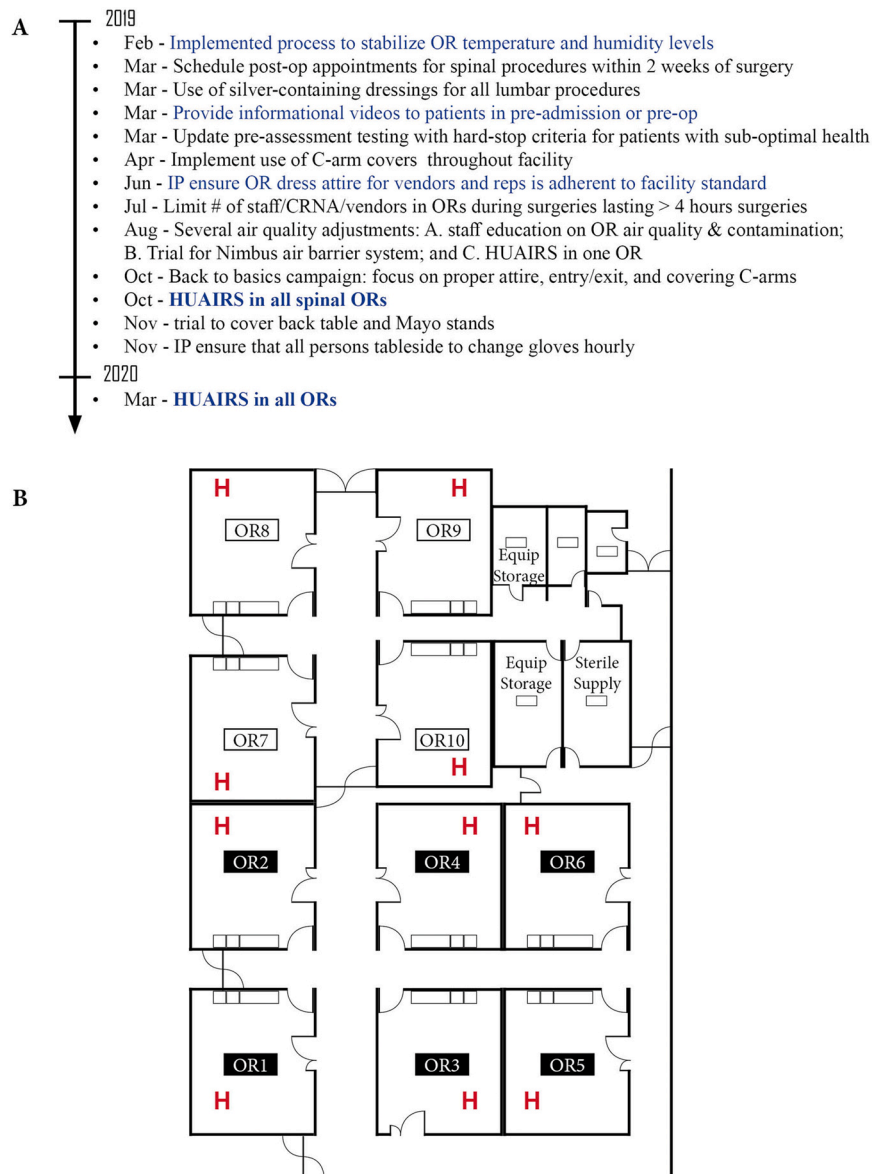 A
2019
• Feb - Implemented process to stabilize OR temperature and humidity levels
• Mar - Schedule post-op appointments for spinal procedures within 2 weeks of surgery
• Mar - Use of silver-containing dressings for all lumbar procedures
• Mar - Provide informational videos to patients in pre-admission or pre-op
• Mar - Update pre-assessment testing with hard-stop criteria for patients with sub-optimal health
• Apr - Implement use of C-arm covers throughout facility
• Jun - IP ensure OR dress attire for vendors and reps is adherent to facility standard
• Jul - Limit # of staff/CRNA/vendors in ORs during surgeries lasting > 4 hours surgeries
• Aug - Several air quality adjustments: A. staff education on OR air quality & contamination;
B. Trial for Nimbus air barrier system; and C. HUAIRS in one OR
• Oct - Back to basics campaign: focus on proper attire, entry/exit, and covering C-arms
• Oct - HUAIRS in all spinal ORs
• Nov - trial to cover back table and Mayo stands
• Nov - IP ensure that all persons tableside to change gloves hourly
2020
• Mar - HUAIRS in all ORs
B
H
H
OR8
OR9
Equip
Storage
Equip
Storage
Sterile
Supply
OR7
OR10
H
H
H
H
H
OR2
OR4
OR6
OR1
OR3
OR5
H
H
H